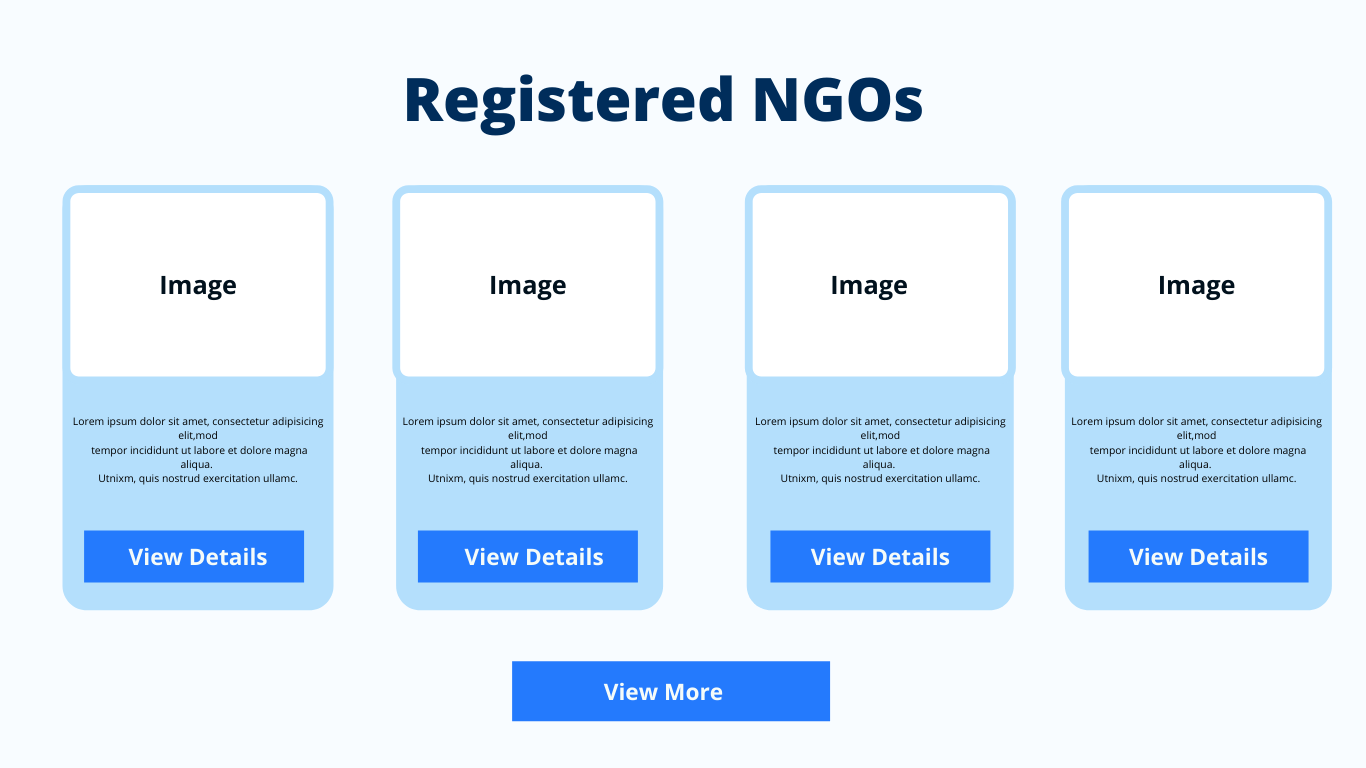 Registered NGOs
Image
Image
Image
Image
Lorem ipsum dolor sit amet, consectetur adipisicing
elit,mod
tempor incididunt ut labore et dolore magna
aliqua.
Utnixm, quis nostrud exercitation ullamc.
Lorem ipsum dolor sit amet, consectetur adipisicing
elit,mod
tempor incididunt ut labore et dolore magna
aliqua.
Utnixm, quis nostrud exercitation ullamc.
Lorem ipsum dolor sit amet, consectetur adipisicing
elit,mod
tempor incididunt ut labore et dolore magna
aliqua.
Utnixm, quis nostrud exercitation ullamc.
Lorem ipsum dolor sit amet, consectetur adipisicing
elit,mod
tempor incididunt ut labore et dolore magna
aliqua.
Utnixm, quis nostrud exercitation ullamc.
View Details
View Details
View Details
View Details
View More